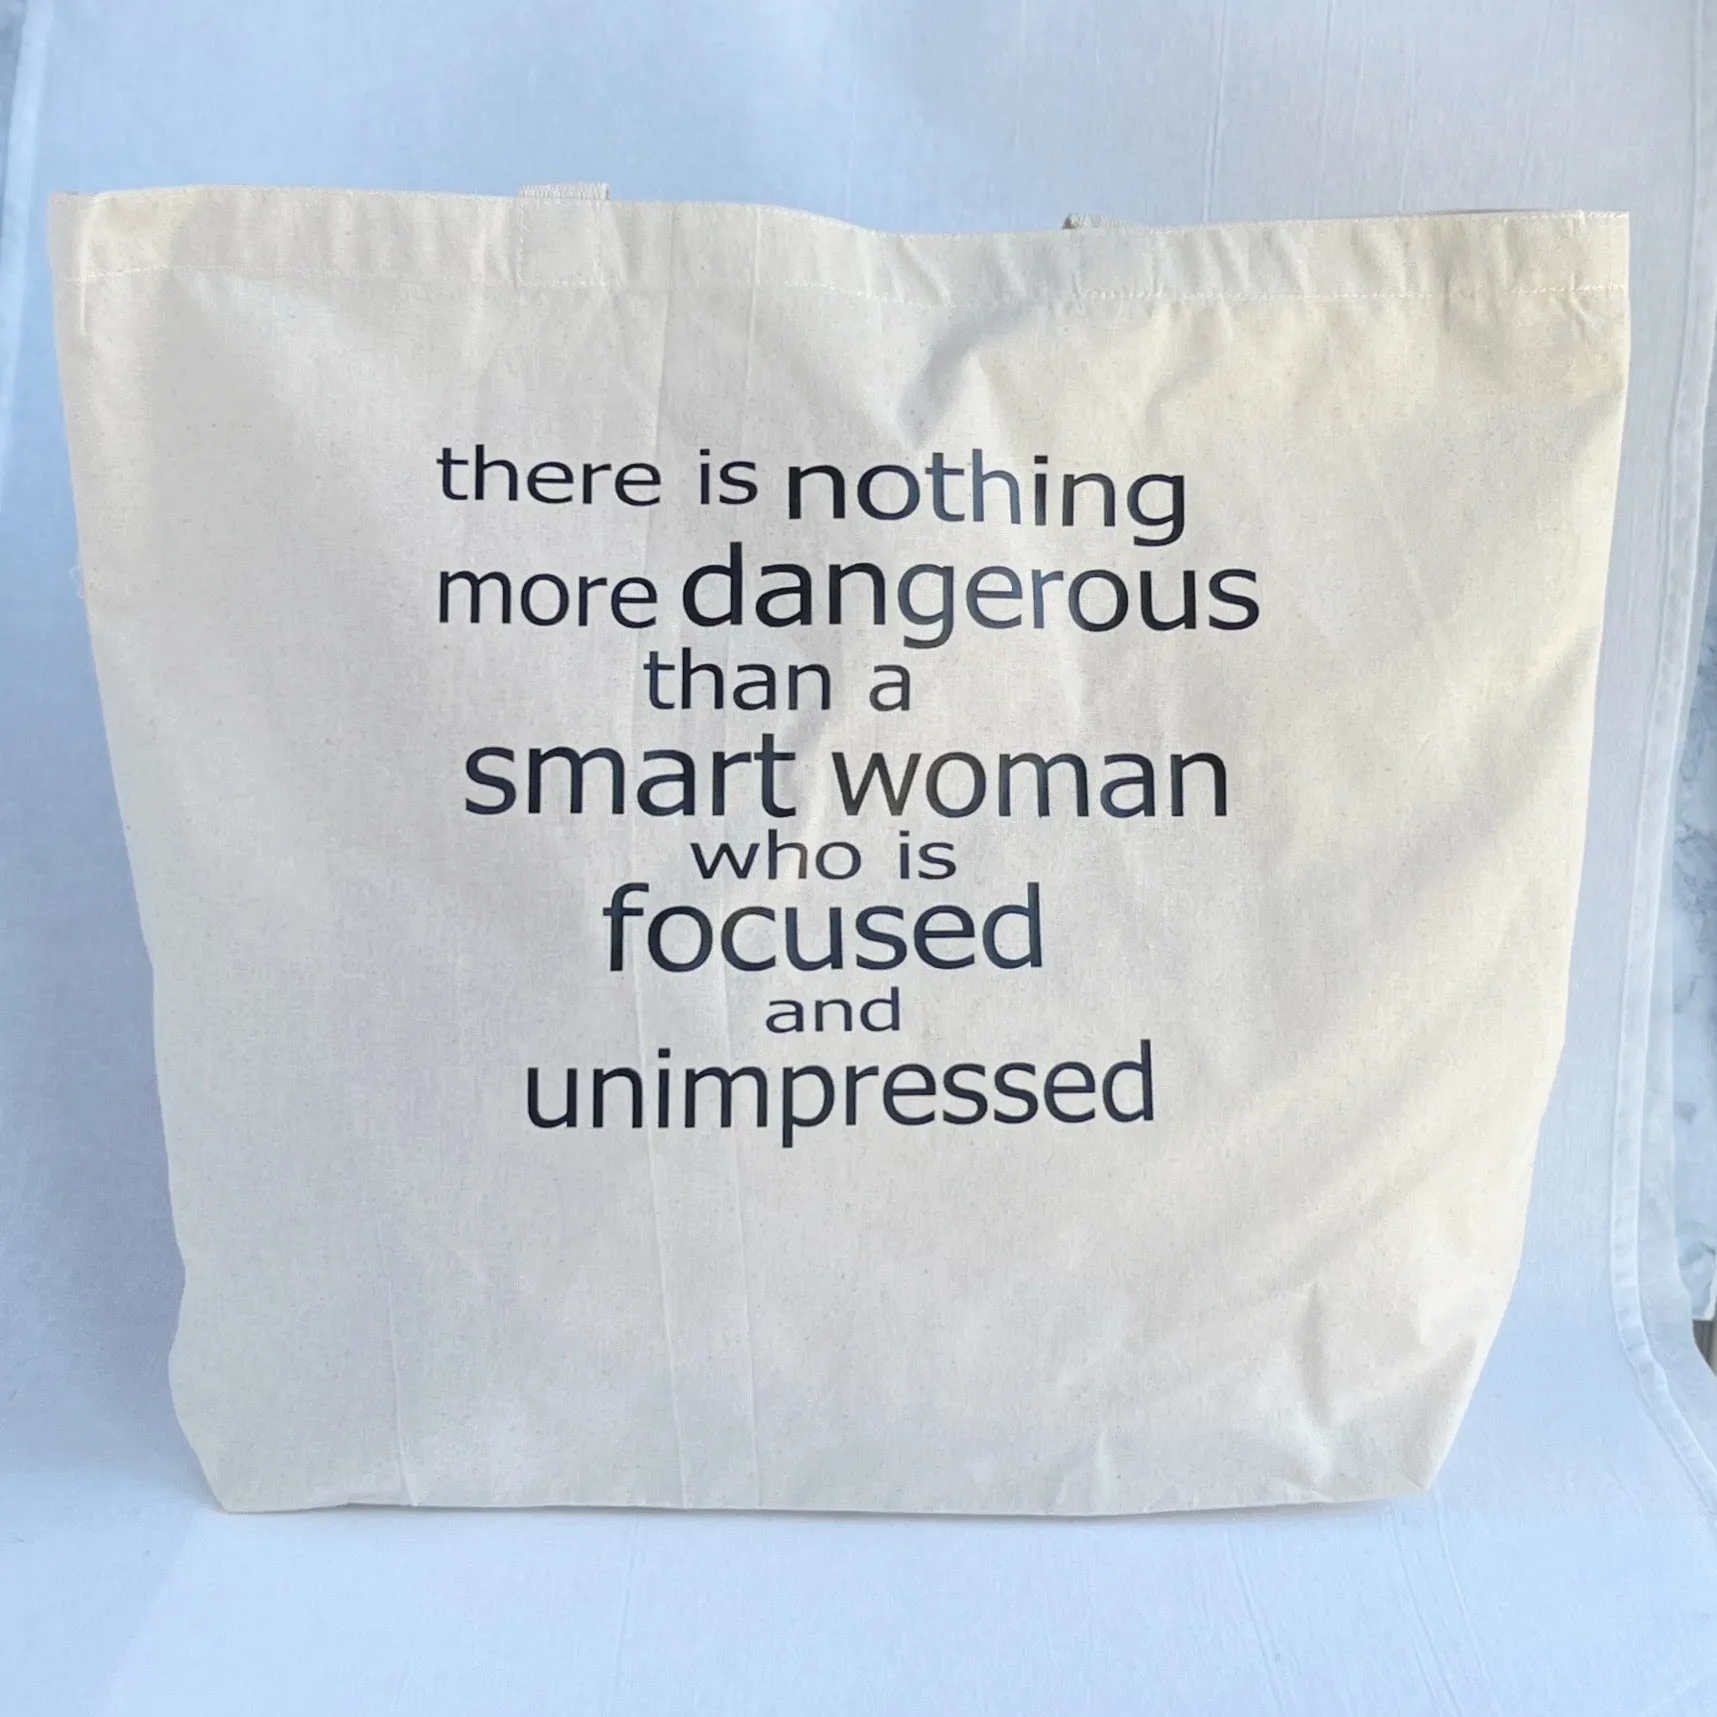 there is nothing
more dangerous
than a
smart woman
who is
focused
and
unimpressed